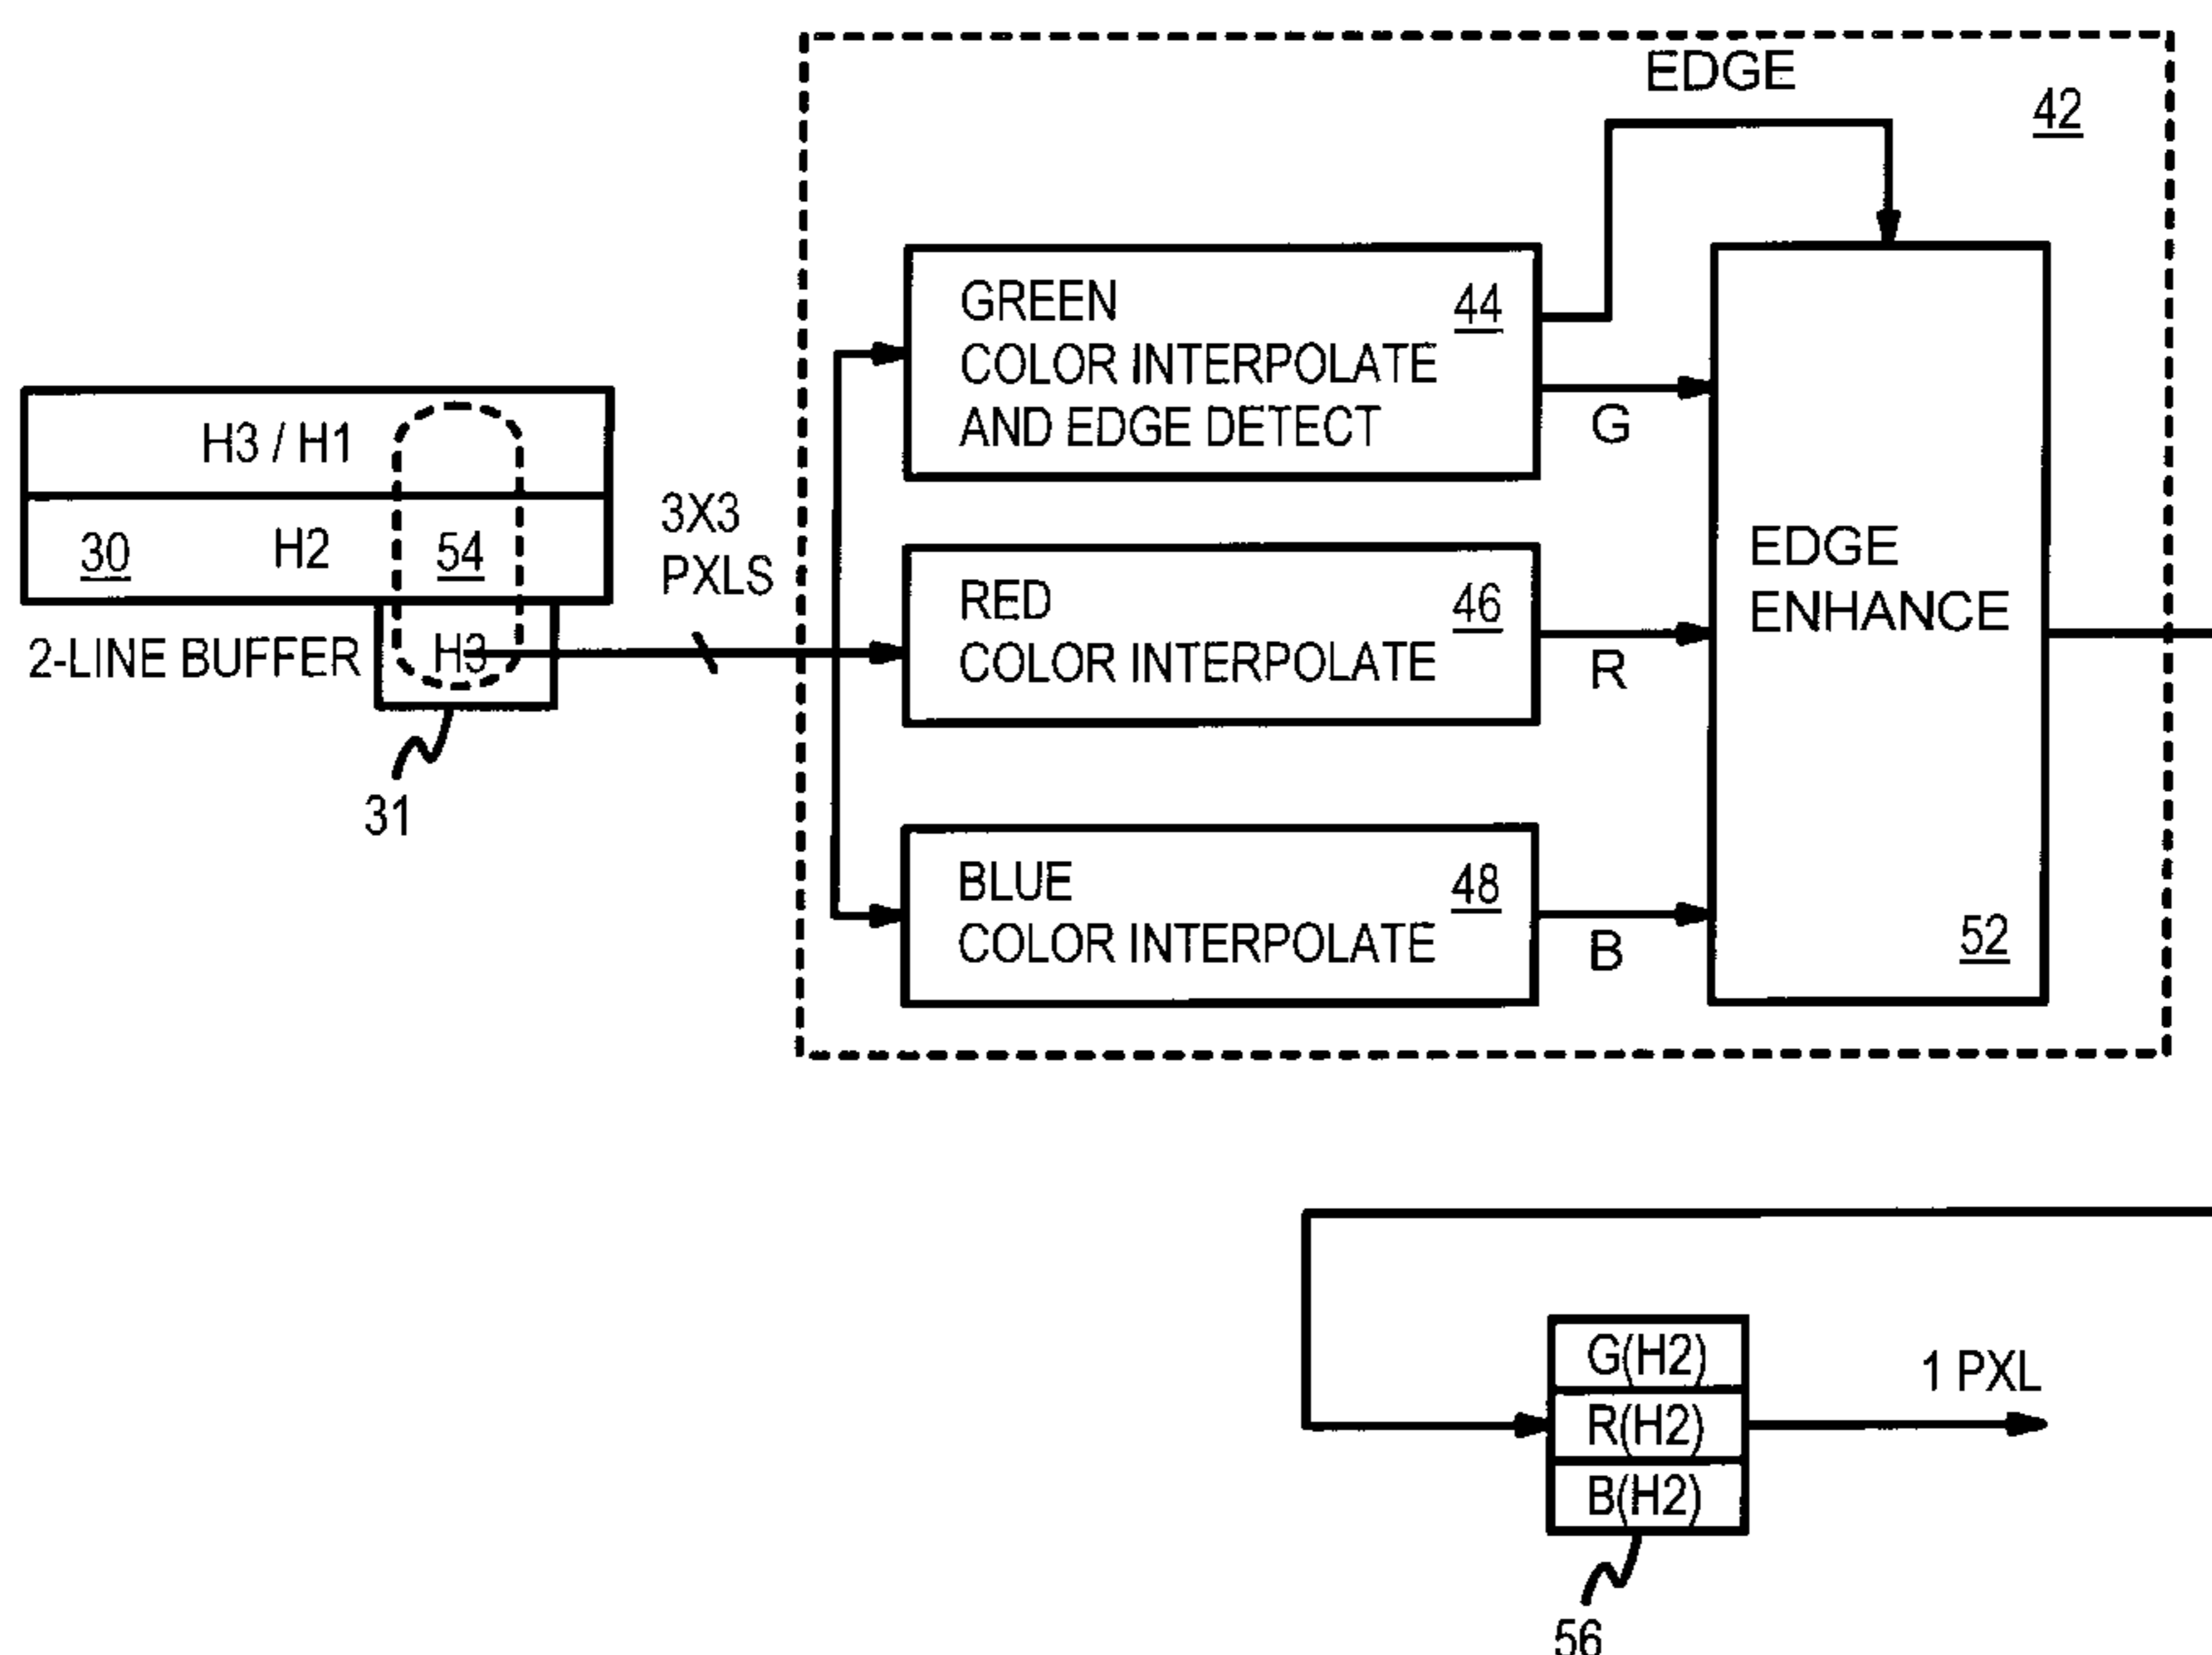 EDGE
42
GREEN
44
COLOR INTERPOLATE
AND EDGE DETECT
G
H3 / H1
30
H2
54
3X3
PXLS
2-LINE BUFFER
H3
31
RED
46
COLOR INTERPOLATE
R
EDGE
ENHANCE
52
BLUE
48
COLOR INTERPOLATE
B
G(H2)
R(H2)
B(H2)
1 PXL
56